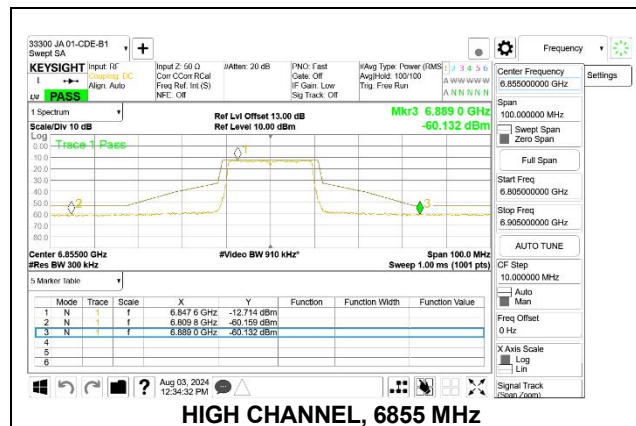 33300 JA 01-CDE-B1
Swept SA
Frequency
KEYSIGHT
Input: RF
Coupling: DC
Align: Auto
Input Z: 50 Ω
Corr CCorr RCal
Freq Ref: Int (S)
NFE: Off
#Atten: 20 dB
PNO: Fast
Gate: Off
IF Gain: Low
Sig Track: Off
#Avg Type: Power (RMS
Avg|Hold: 100/100
Trig: Free Run
1 2 3 4 5 6
A W W W W W
A N N N N N
PASS
1 Spectrum
Scale/Div 10 dB
Ref Lvl Offset 13.00 dB
Ref Level 10.00 dBm
Mkr3 6.889 0 GHz
-60.132 dBm
Log
Trace 1 Pass
0.00
10.0
20.0
30.0
40.0
50.0
60.0
70.0
80.0
1
2
3
Center 6.85500 GHz
#Video BW 910 kHz*
Span 100.0 MHz
#Res BW 300 kHz
Sweep 1.00 ms (1001 pts)
5 Marker Table
Mode Trace Scale X Y Function Function Width Function Value
1 N 1 f 6.847 6 GHz -12.714 dBm
2 N 1 f 6.809 8 GHz -60.159 dBm
3 N 1 f 6.889 0 GHz -60.132 dBm
4
5
6
Aug 03, 2024
12:34:32 PM
Center Frequency
6.855000000 GHz
Settings
Span
100.000000 MHz
Swept Span
Zero Span
Full Span
Start Freq
6.805000000 GHz
Stop Freq
6.905000000 GHz
AUTO TUNE
CF Step
10.000000 MHz
Auto
Man
Freq Offset
0 Hz
X Axis Scale
Log
Lin
Signal Track
(Span Zoom)
HIGH CHANNEL, 6855 MHz